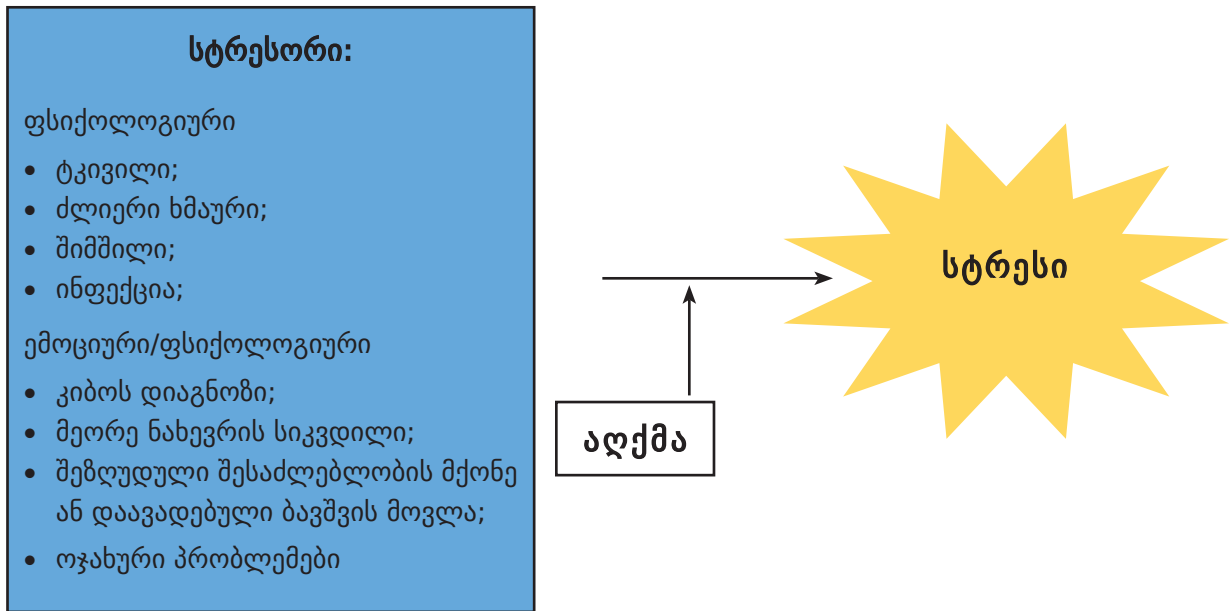 სტრესორი:
ფსიქოლოგიური
• ტკივილი;
• ძლიერი ხმაური;
• შიმშილი;
• ინფექცია;
ემოციური/ფსიქოლოგიური
• კიბოს დიაგნოზი;
• მეორე ნახევრის სიკვდილი;
• შეზღუდული შესაძლებლობის მქონე
ან დაავადებული ბავშვის მოვლა;
• ოჯახური პრობლემები
აღქმა
სტრესი